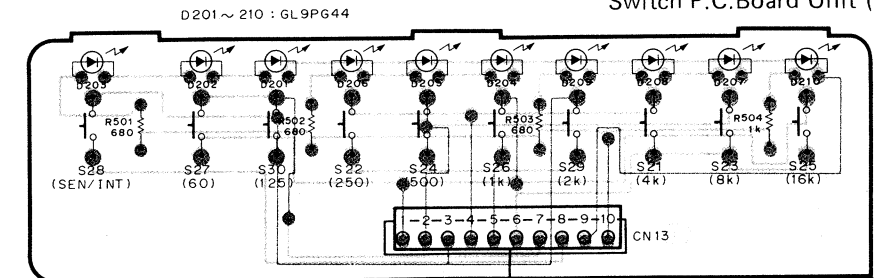 Switch P.C.Board Unit (
D201～210 : GL9PG44
D203 D202 D201 D206 D205 D204 D209 D208 D207 D210
R501 680 R502 680 R503 680 R504 1k
S28 S27 S30 S22 S24 S26 S29 S21 S23 S25
(SEN/INT) (60) (125) (250) (500) (1k) (2k) (4k) (8k) (16k)
-2-3-4-5-6-7-8-9-10
CN13